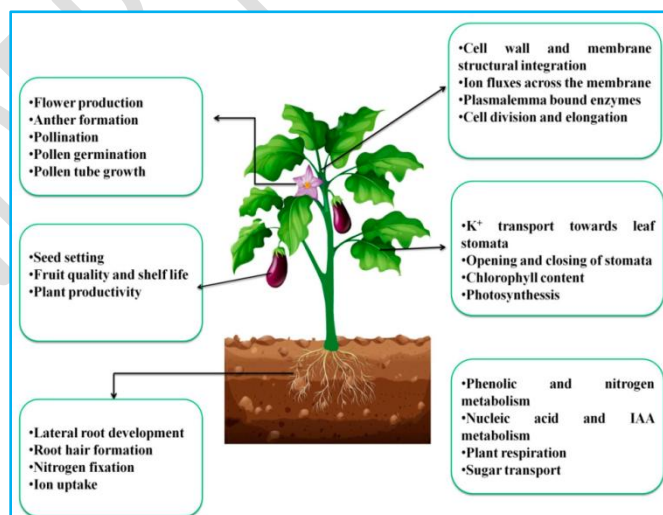 •Flower production
•Anther formation
•Pollination
•Pollen germination
•Pollen tube growth
•Cell wall and membrane
structural integration
•Ion fluxes across the membrane
•Plasmalemma bound enzymes
•Cell division and elongation
•Seed setting
•Fruit quality and shelf life
•Plant productivity
•K+ transport towards leaf
stomata
•Opening and closing of stomata
•Chlorophyll content
•Photosynthessis
•Lateral root development
•Root hair formation
•Nitrogen fixation
•Ion uptake
•Phenolic and nitrogen
metabolism
•Nucleic acid and IAA
metabolism
•Plant respiration
•Sugar transport